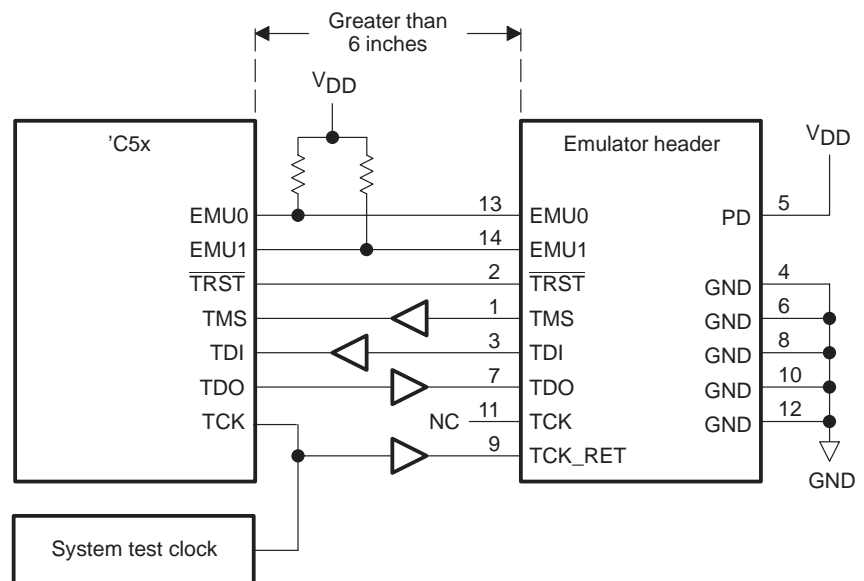 Greater than
6 inches
VDD
'C5x
Emulator header
VDD
EMU0 13 EMU0 PD 5
EMU1 14 EMU1
TRST 2 TRST GND 4
TMS 1 TMS GND 6
TDI 3 TDI GND 8
TDO 7 TDO GND 10
TCK NC 11 TCK GND 12
9 TCK_RET
GND
System test clock